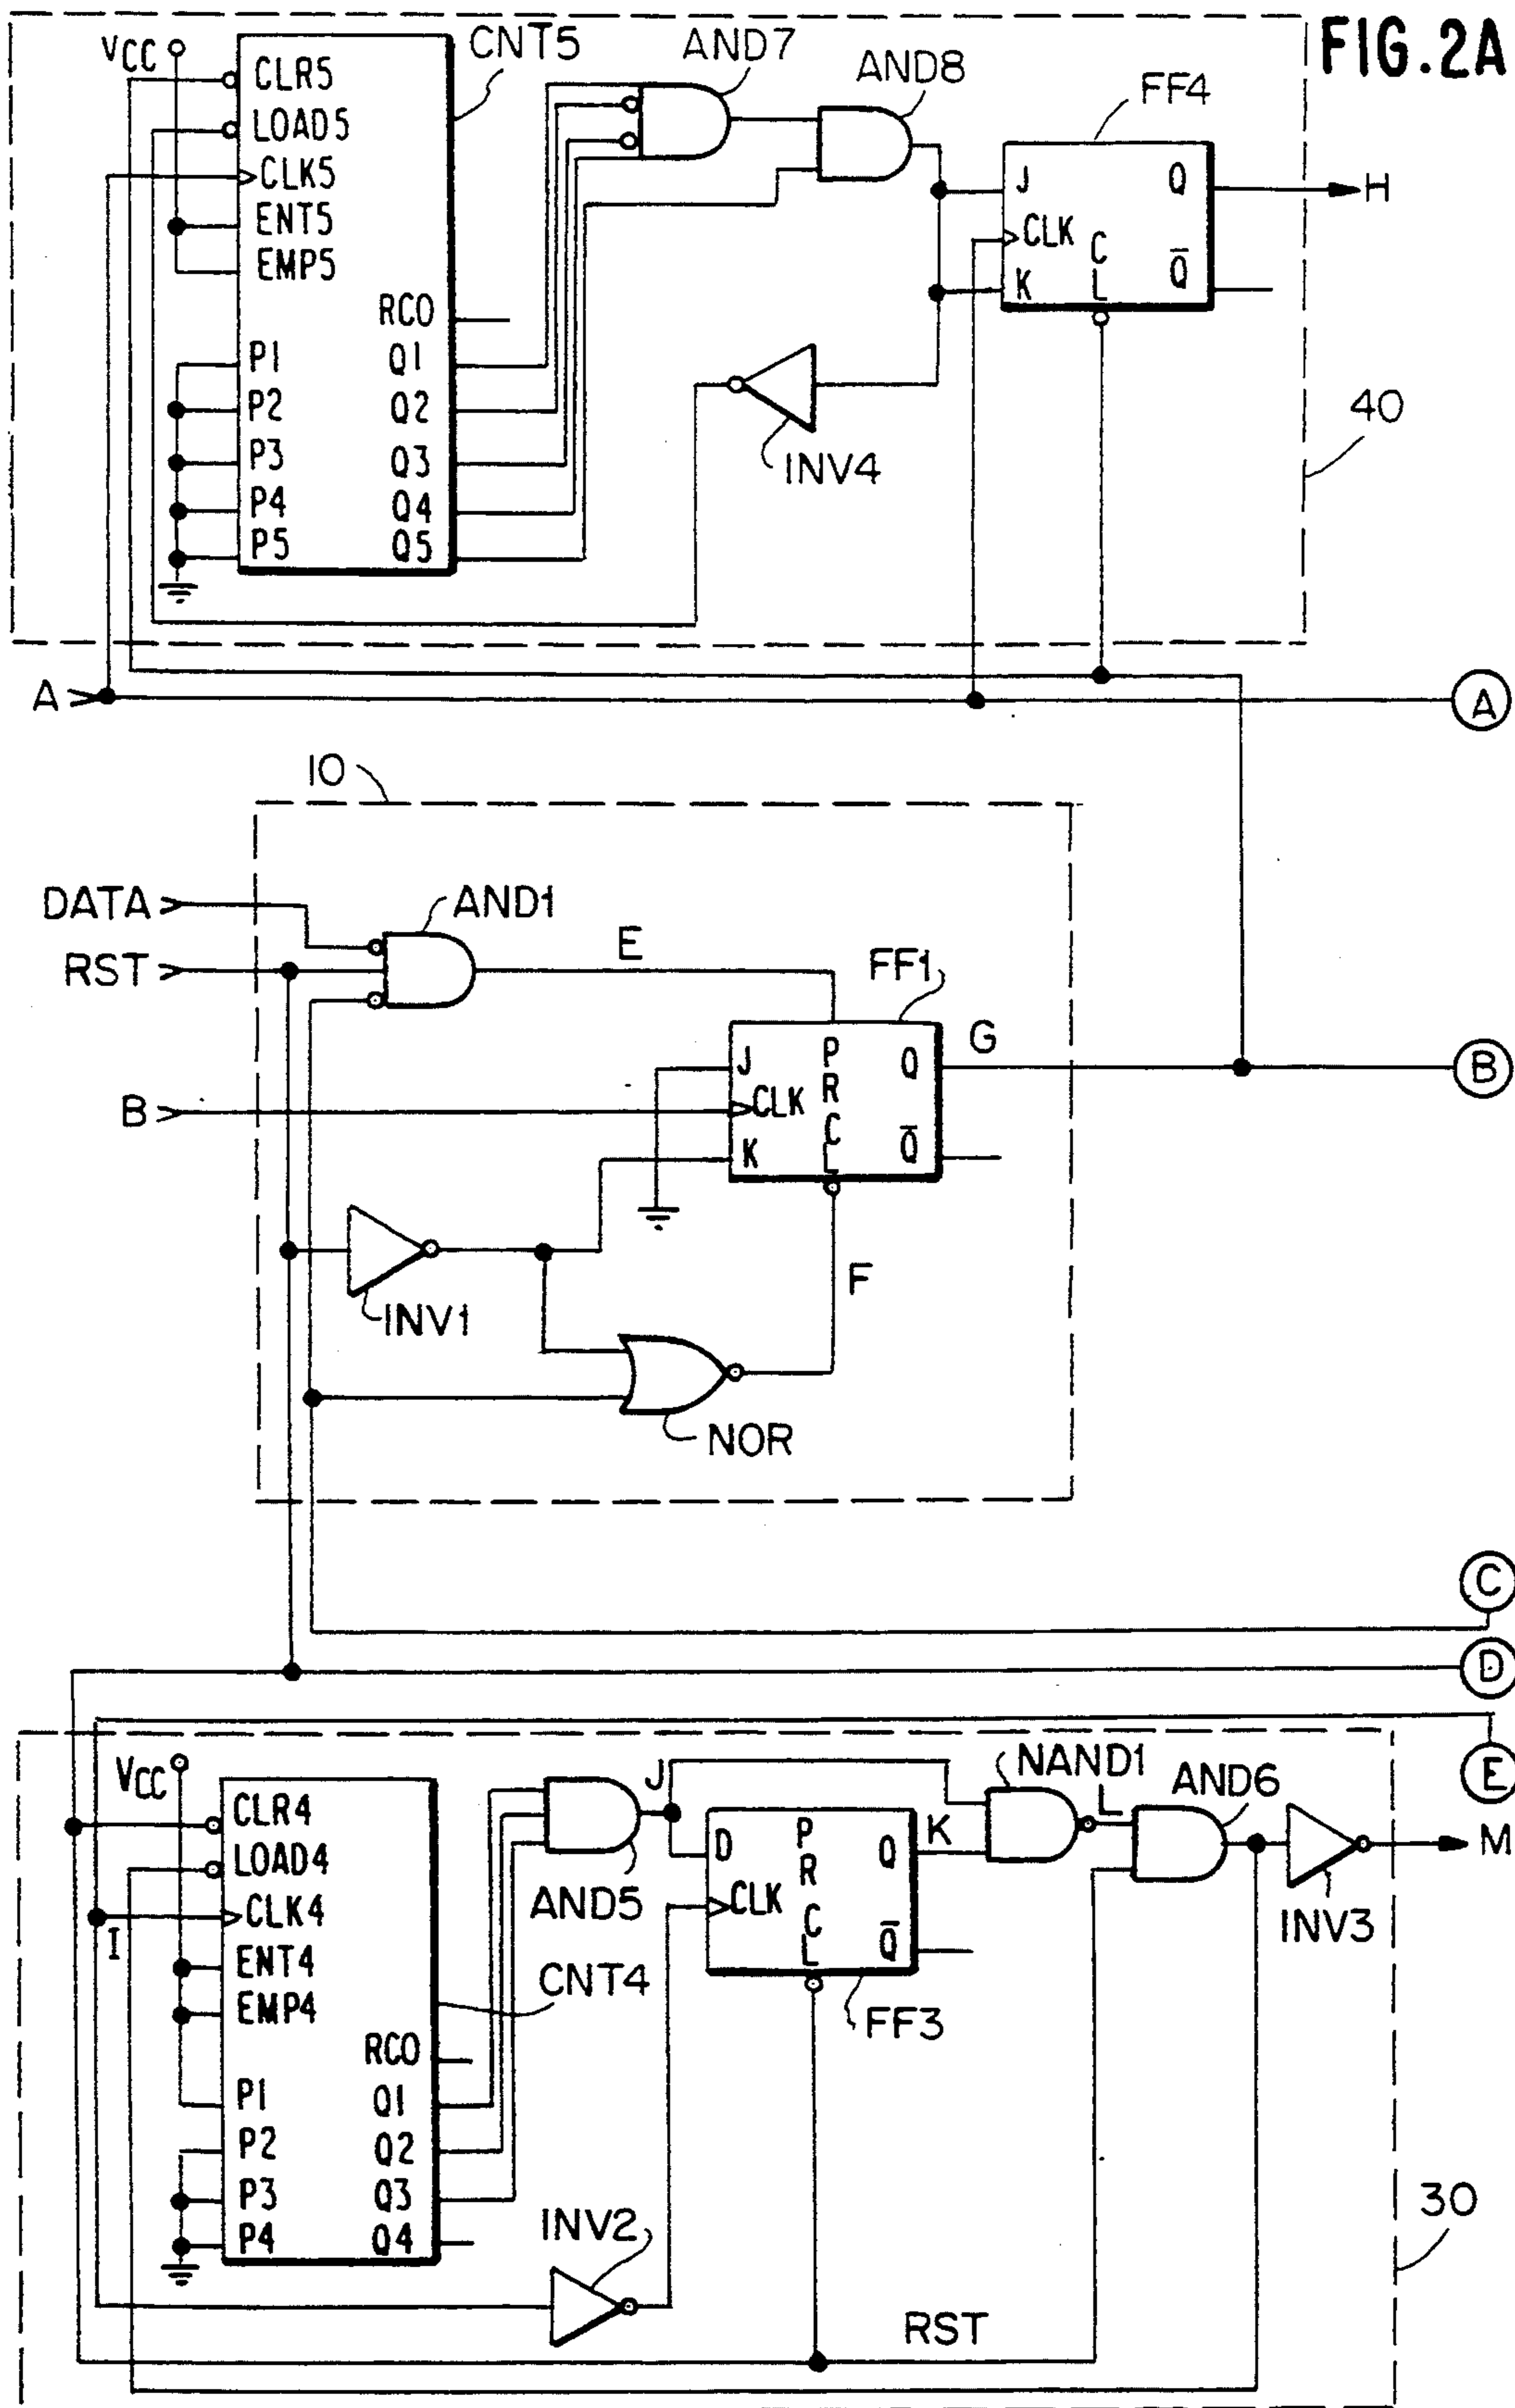 FIG.2A
VCC
CNT5
AND7
AND8
FF4
CLR5
LOAD5
CLK5
ENT5
EMP5
RCO
P1
P2
P3
P4
P5
Q1
Q2
Q3
Q4
Q5
J
CLK
K
C
L
Q
Q̅
H
INV4
40
A
A
10
DATA
RST
AND1
E
FF1
B
J
CLK
K
P
R
C
L
Q
Q̅
G
B
INV1
F
NOR
C
D
E
VCC
CLR4
LOAD4
CLK4
I
ENT4
EMP4
RCO
P1
P2
P3
P4
Q1
Q2
Q3
Q4
AND5
CNT4
J
D
CLK
P
R
C
L
Q
Q̅
K
FF3
NAND1
L
AND6
INV3
M
INV2
RST
30